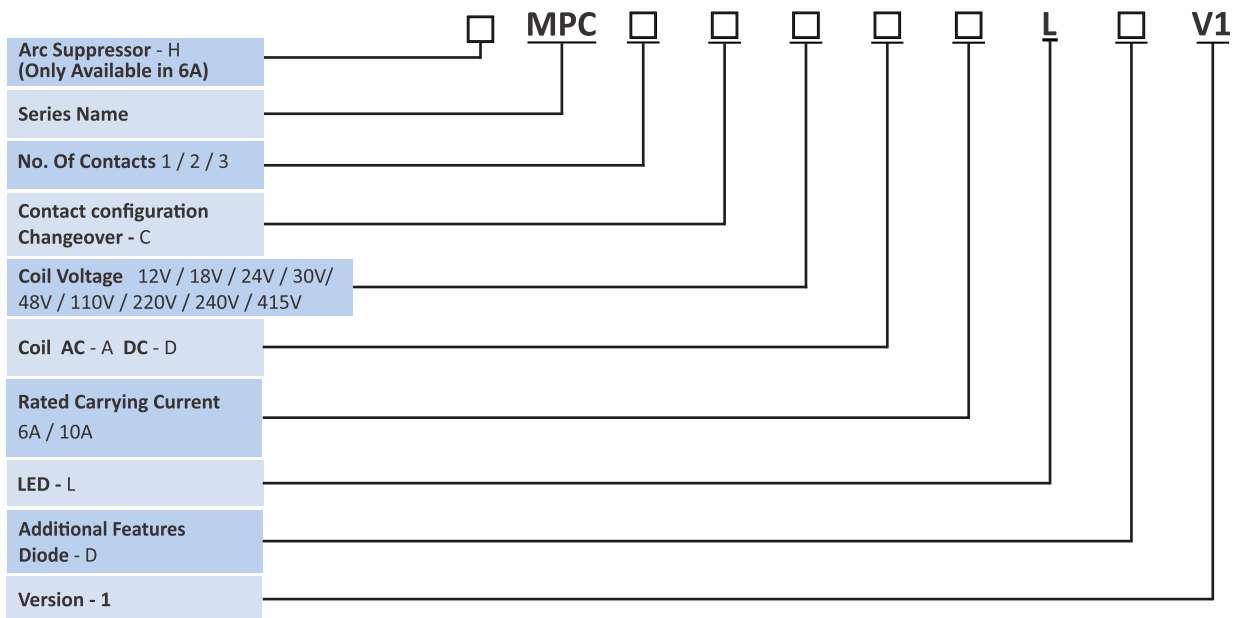 □ MPC □ □ □ □ □ L □ V1
Arc Suppressor - H
(Only Available in 6A)
Series Name
No. Of Contacts 1 / 2 / 3
Contact configuration
Changeover - C
Coil Voltage 12V / 18V / 24V / 30V/
48V / 110V / 220V / 240V / 415V
Coil AC - A DC - D
Rated Carrying Current
6A / 10A
LED - L
Additional Features
Diode - D
Version - 1